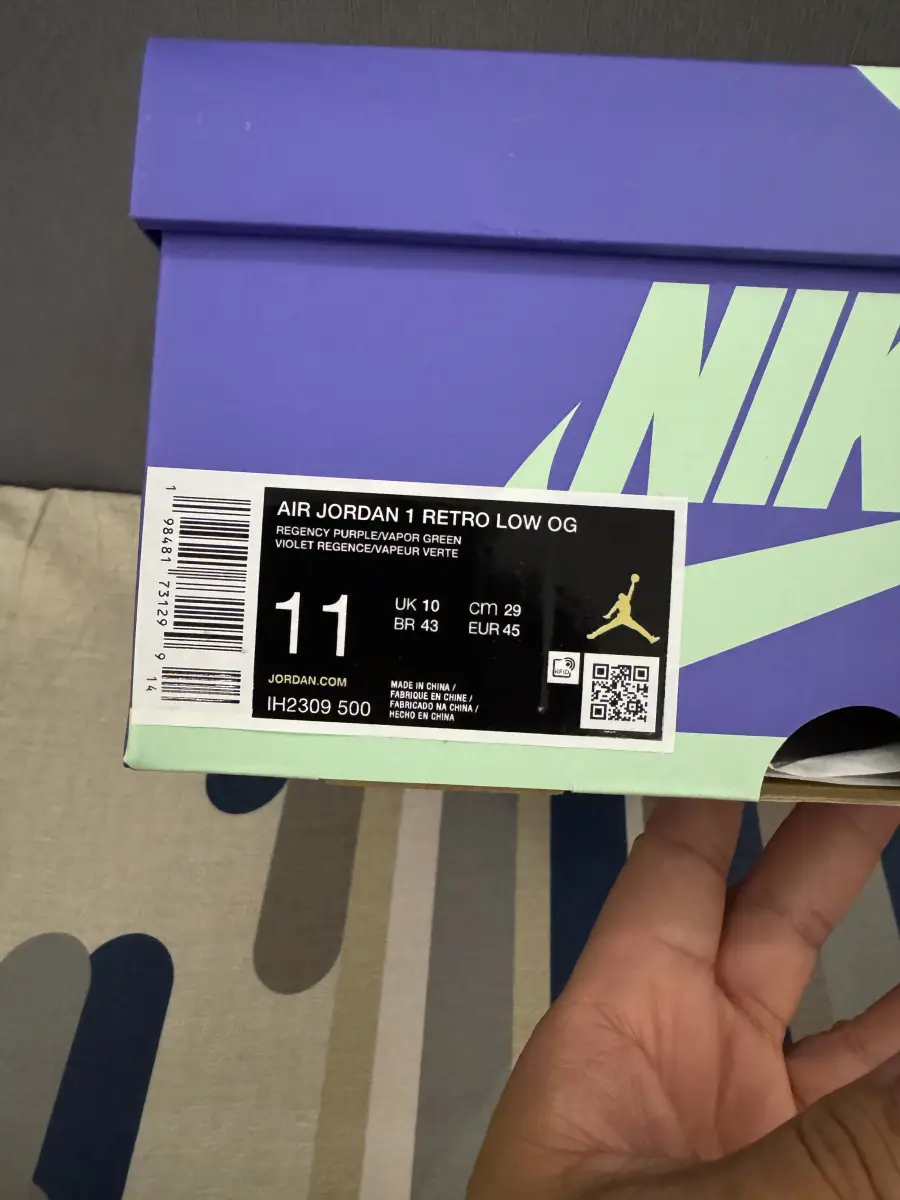 NIK
AIR JORDAN 1 RETRO LOW OG
REGENCY PURPLE/VAPOR GREEN
VIOLET REGENCE/VAPEUR VERTE
11
UK 10
cm 29
BR 43
EUR 45
JORDAN.COM
IH2309 500
MADE IN CHINA /
FABRIQUÉ EN CHINE /
FABRICADO NA CHINA /
HECHO EN CHINA
RFID
1 98481 73129 9 14